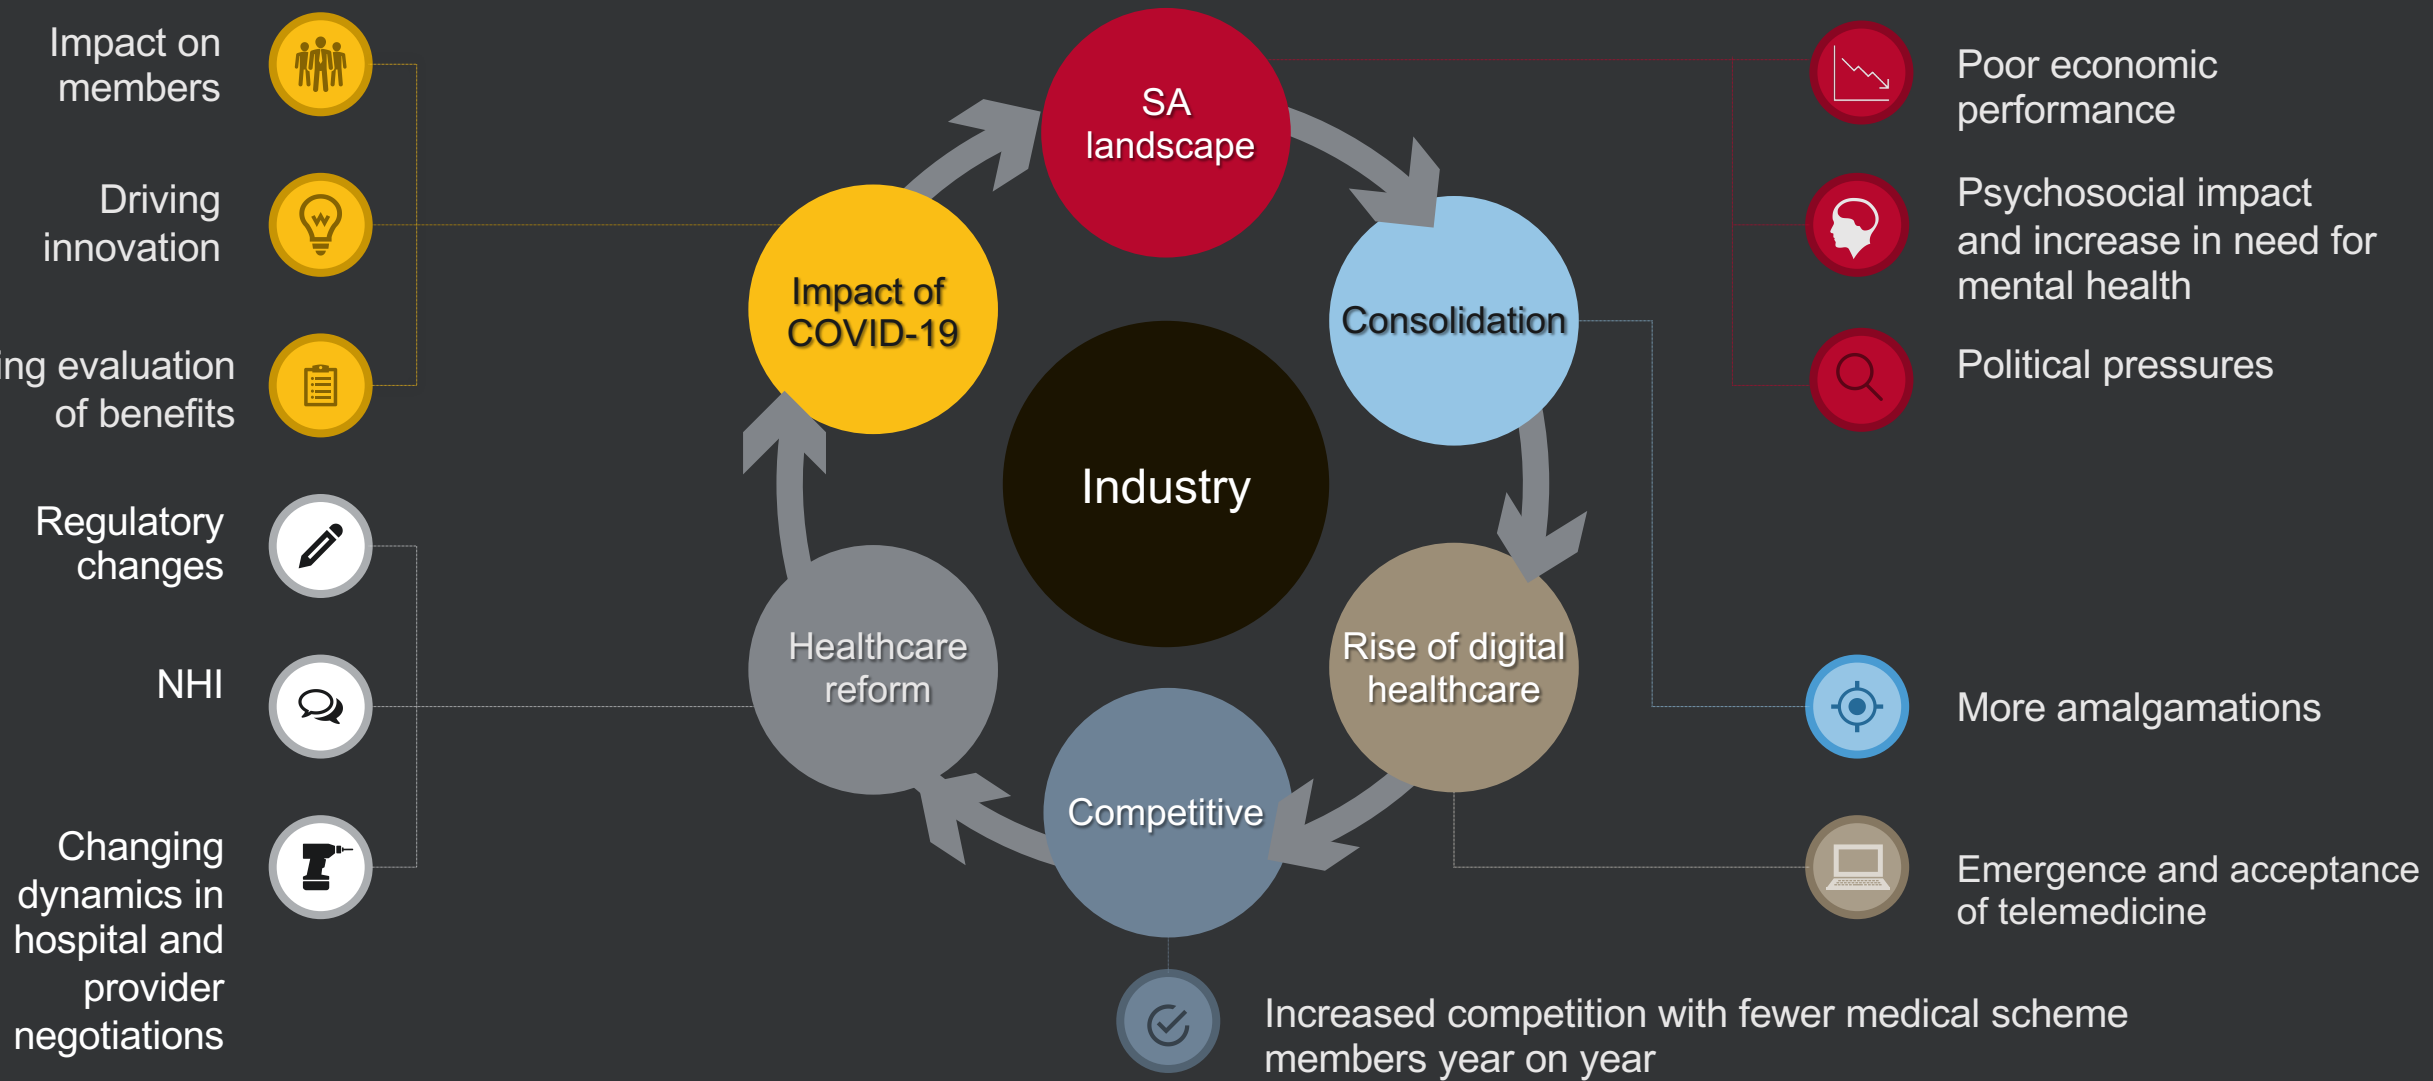 Impact on
members
Driving
innovation
ing evaluation
of benefits
Regulatory
changes
NHI
Changing
dynamics in
hospital and
provider
negotiations
SA
landscape
Impact of
COVID-19
Consolidation
Industry
Healthcare
reform
Rise of digital
healthcare
Competitive
Poor economic
performance
Psychosocial impact
and increase in need for
mental health
Political pressures
More amalgamations
Emergence and acceptance
of telemedicine
Increased competition with fewer medical scheme
members year on year